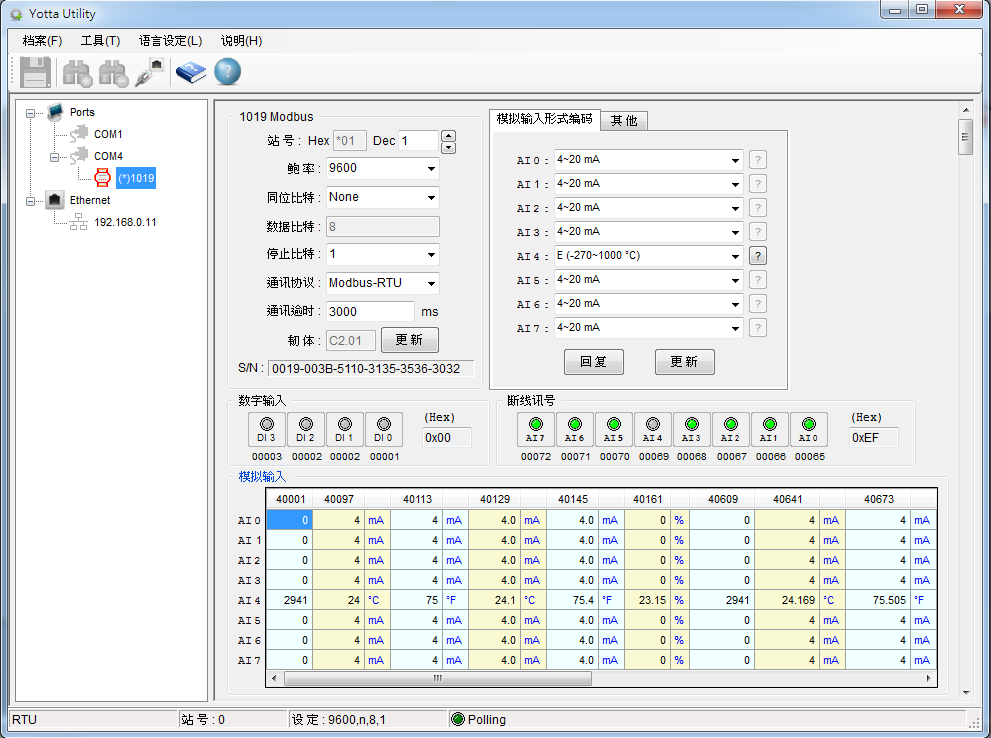 Yotta Utility
档案(F) 工具(T) 语言设定(L) 说明(H)
Ports
COM1
COM4
(*)1019
Ethernet
192.168.0.11
1019 Modbus
站 号 : Hex *01 Dec 1
鲍 率 : 9600
同位比特 : None
数据比特 : 8
停止比特 : 1
通讯协议 : Modbus-RTU
通讯逾时 : 3000 ms
韧 体 : C2.01 更 新
S/N : 0019-003B-5110-3135-3536-3032
模拟输入形式编码 其 他
AI 0 : 4~20 mA ?
AI 1 : 4~20 mA ?
AI 2 : 4~20 mA ?
AI 3 : 4~20 mA ?
AI 4 : E (-270~1000 °C) ?
AI 5 : 4~20 mA ?
AI 6 : 4~20 mA ?
AI 7 : 4~20 mA ?
回 复 更 新
数字输入
DI 3 DI 2 DI 1 DI 0
00003 00002 00002 00001
(Hex)
0x00
断线讯号
AI 7 AI 6 AI 5 AI 4 AI 3 AI 2 AI 1 AI 0
00072 00071 00070 00069 00068 00067 00066 00065
(Hex)
0xEF
模拟输入
40001 40097 40113 40129 40145 40161 40609 40641 40673
AI 0 0 4 mA 4 mA 4.0 mA 4.0 mA 0 % 0 4 mA 4 mA
AI 1 0 4 mA 4 mA 4.0 mA 4.0 mA 0 % 0 4 mA 4 mA
AI 2 0 4 mA 4 mA 4.0 mA 4.0 mA 0 % 0 4 mA 4 mA
AI 3 0 4 mA 4 mA 4.0 mA 4.0 mA 0 % 0 4 mA 4 mA
AI 4 2941 24 °C 75 °F 24.1 °C 75.4 °F 23.15 % 2941 24.169 °C 75.505 °F
AI 5 0 4 mA 4 mA 4.0 mA 4.0 mA 0 % 0 4 mA 4 mA
AI 6 0 4 mA 4 mA 4.0 mA 4.0 mA 0 % 0 4 mA 4 mA
AI 7 0 4 mA 4 mA 4.0 mA 4.0 mA 0 % 0 4 mA 4 mA
RTU 站 号 : 0 设 定 : 9600,n,8,1 Polling